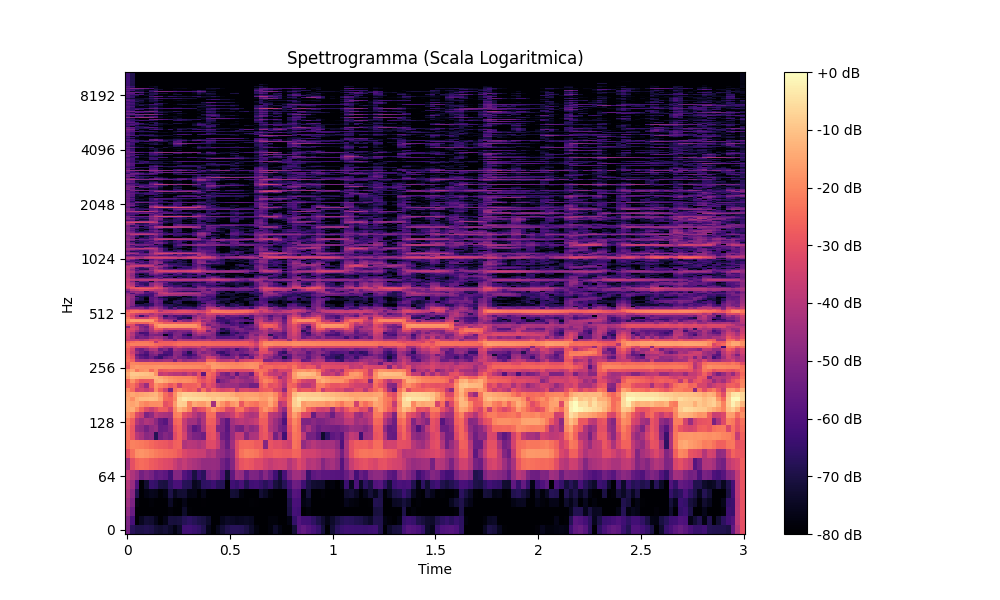 Spettrogramma (Scala Logaritmica)
Hz
8192
4096
2048
1024
512
256
128
64
0
0 0.5 1 1.5 2 2.5 3
Time
+0 dB
-10 dB
-20 dB
-30 dB
-40 dB
-50 dB
-60 dB
-70 dB
-80 dB